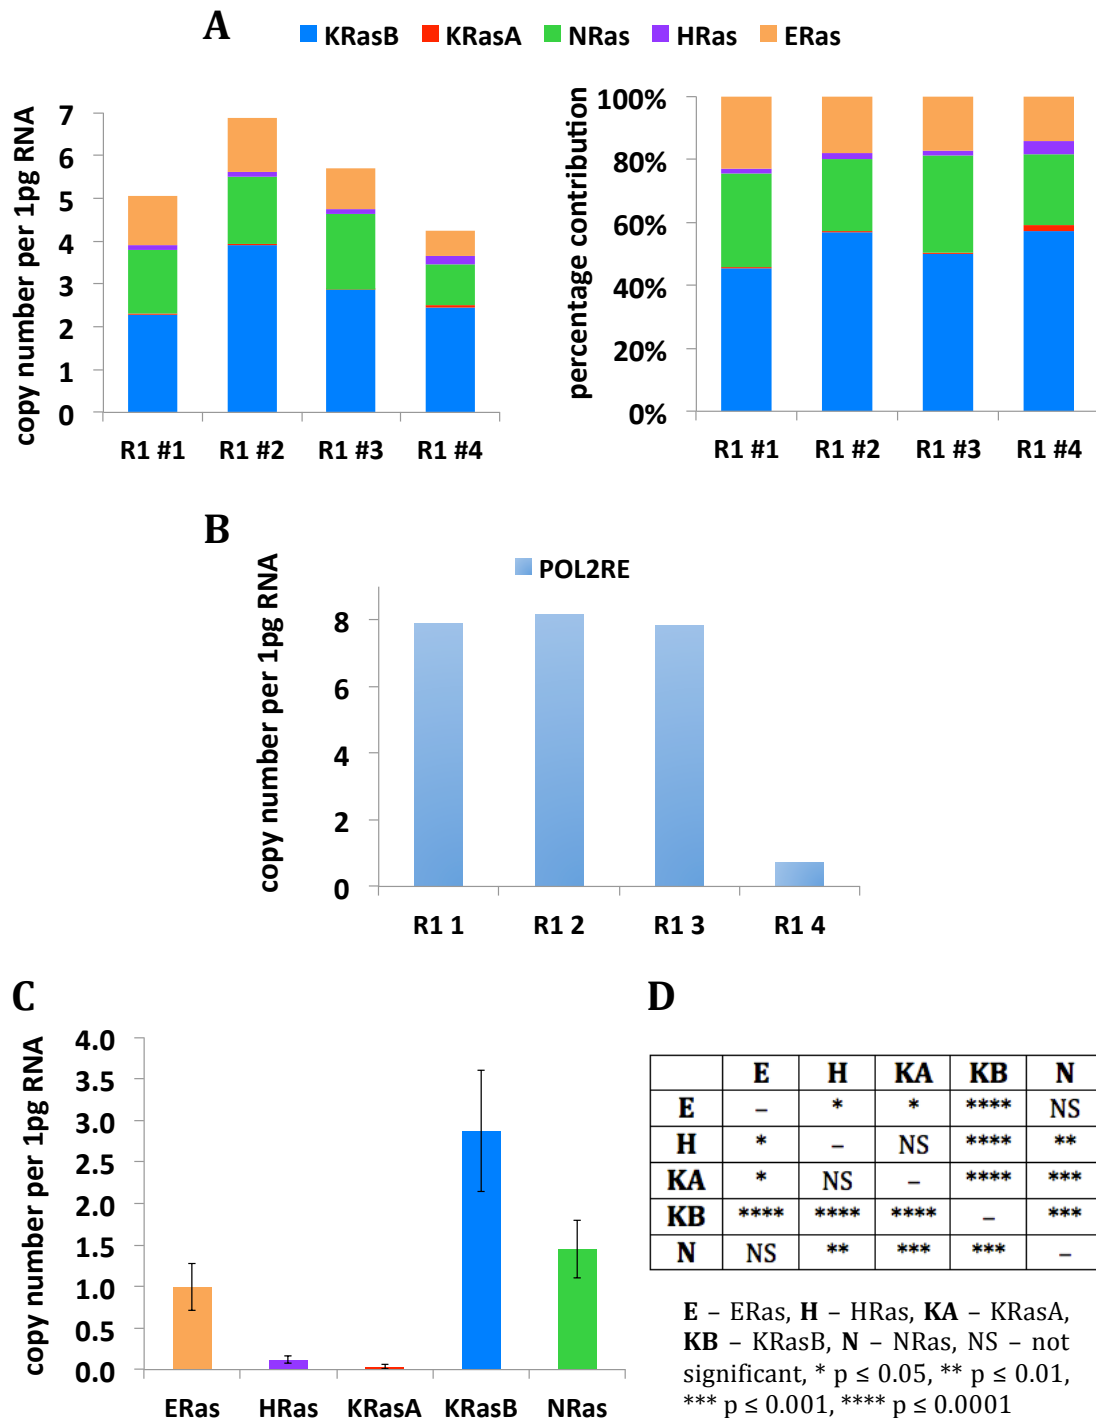 A
KRasB KRasA NRas HRas ERas
copy number per 1pg RNA
7
6
5
4
3
2
1
0
R1 #1 R1 #2 R1 #3 R1 #4
percentage contribution
100%
80%
60%
40%
20%
0%
R1 #1 R1 #2 R1 #3 R1 #4
B
POL2RE
copy number per 1pg RNA
8
6
4
2
0
R1 1 R1 2 R1 3 R1 4
C
copy number per 1pg RNA
4.0
3.5
3.0
2.5
2.0
1.5
1.0
0.5
0.0
ERas HRas KRasA KRasB NRas
D
E H KA KB N
E – * * **** NS
H * – NS **** **
KA * NS – **** ***
KB **** **** **** – ***
N NS ** *** *** –
E – ERas, H – HRas, KA – KRasA,
KB – KRasB, N – NRas, NS – not
significant, * p ≤ 0.05, ** p ≤ 0.01,
*** p ≤ 0.001, **** p ≤ 0.0001